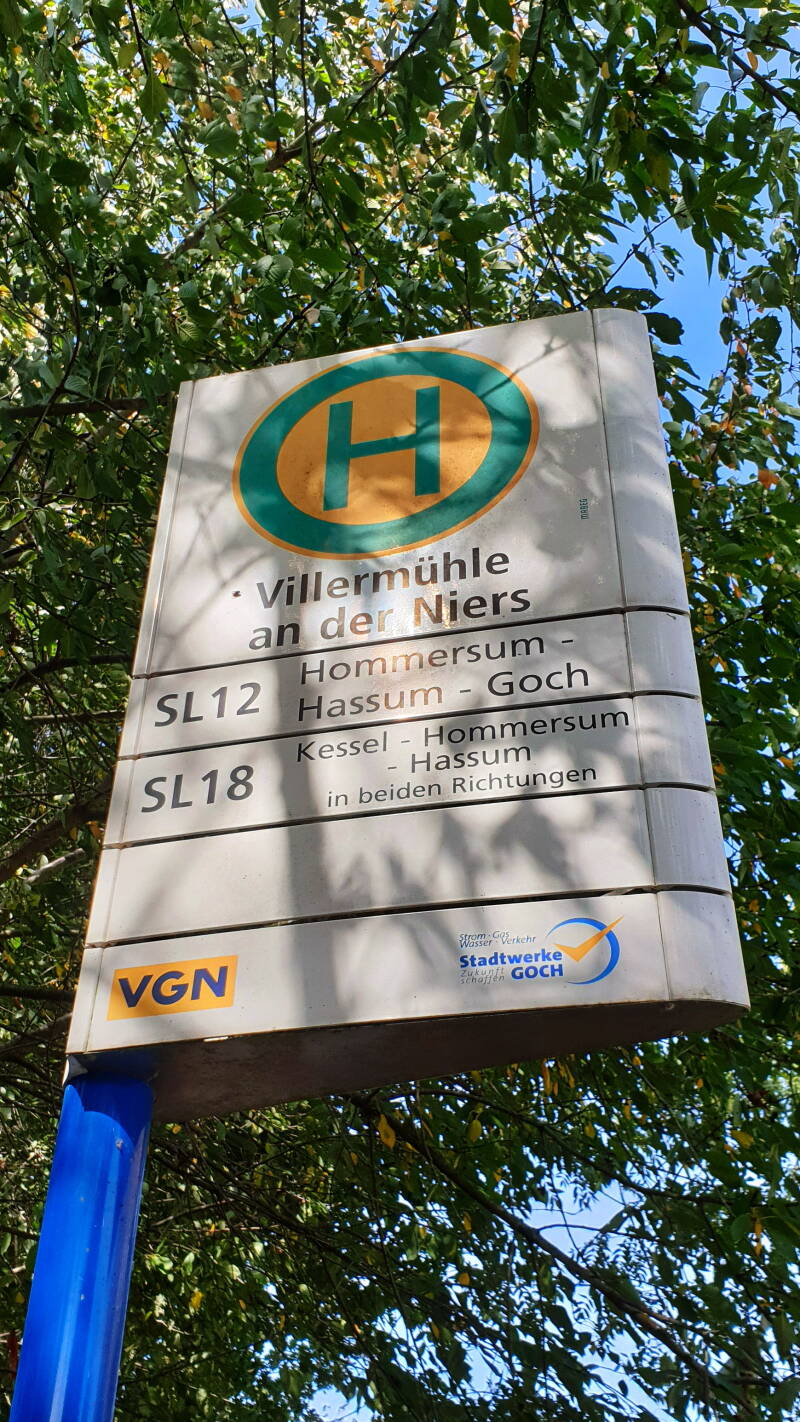 H
MABEG
Villermühle
an der Niers
SL12
Hommersum -
Hassum - Goch
SL18
Kessel - Hommersum
- Hassum
in beiden Richtungen
VGN
Strom · Gas
Wasser · Verkehr
Stadtwerke
Zukunft
schaffen GOCH